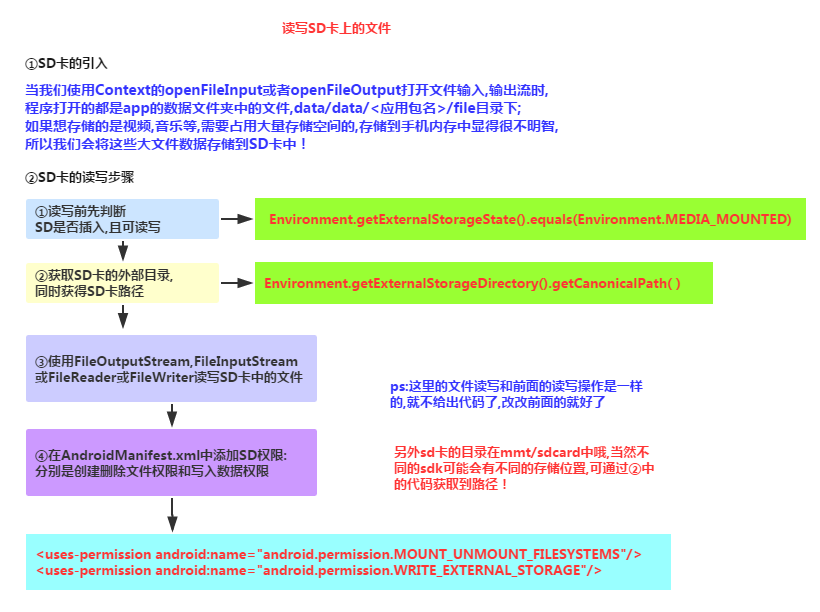 读写SD卡上的文件
①SD卡的引入
当我们使用Context的openFileInput或者openFileOutput打开文件输入,输出流时,
程序打开的都是app的数据文件夹中的文件,data/data/<应用包名>/file目录下;
如果想存储的是视频,音乐等,需要占用大量存储空间的,存储到手机内存中显得很不明智,
所以我们会将这些大文件数据存储到SD卡中！
②SD卡的读写步骤
①读写前先判断
SD是否插入,且可读写
Environment.getExternalStorageState().equals(Environment.MEDIA_MOUNTED)
②获取SD卡的外部目录,
同时获得SD卡路径
Environment.getExternalStorageDirectory().getCanonicalPath( )
③使用FileOutputStream,FileInputStream
或FileReader或FileWriter读写SD卡中的文件
ps:这里的文件读写和前面的读写操作是一样
的,就不给出代码了,改改前面的就好了
④在AndroidManifest.xml中添加SD权限:
分别是创建删除文件权限和写入数据权限
另外sd卡的目录在mmt/sdcard中哦,当然不
同的sdk可能会有不同的存储位置,可通过②中
的代码获取到路径！
<uses-permission android:name="android.permission.MOUNT_UNMOUNT_FILESYSTEMS"/>
<uses-permission android:name="android.permission.WRITE_EXTERNAL_STORAGE"/>